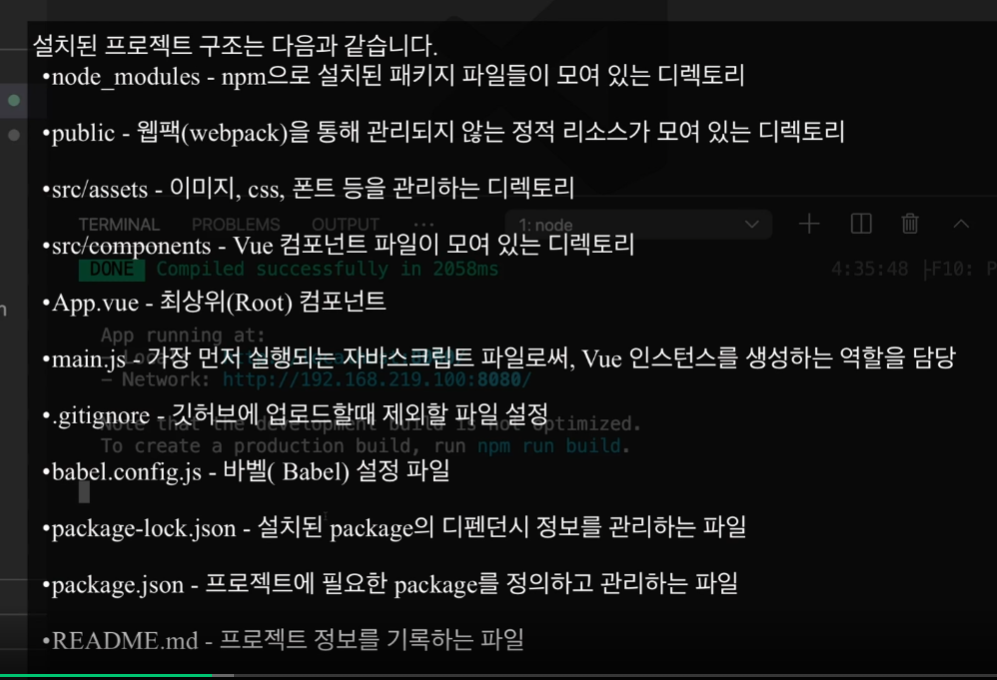 설치된 프로젝트 구조는 다음과 같습니다.
•node_modules - npm으로 설치된 패키지 파일들이 모여 있는 디렉토리
•public - 웹팩(webpack)을 통해 관리되지 않는 정적 리소스가 모여 있는 디렉토리
•src/assets - 이미지, css, 폰트 등을 관리하는 디렉토리
TERMINAL PROBLEMS OUTPUT ··· 1: node
•src/components - Vue 컴포넌트 파일이 모여 있는 디렉토리
DONE Compiled successfully in 2058ms 4:35:48 ├F10: P
•App.vue - 최상위(Root) 컴포넌트
App running at:
•main.js - 가장 먼저 실행되는 자바스크립트 파일로써, Vue 인스턴스를 생성하는 역할을 담당
- Network: http://192.168.219.100:8080/
•.gitignore - 깃허브에 업로드할때 제외할 파일 설정
Note that the development build is not optimized.
To create a production build, run npm run build.
•babel.config.js - 바벨( Babel) 설정 파일
•package-lock.json - 설치된 package의 디펜던시 정보를 관리하는 파일
•package.json - 프로젝트에 필요한 package를 정의하고 관리하는 파일
•README.md - 프로젝트 정보를 기록하는 파일